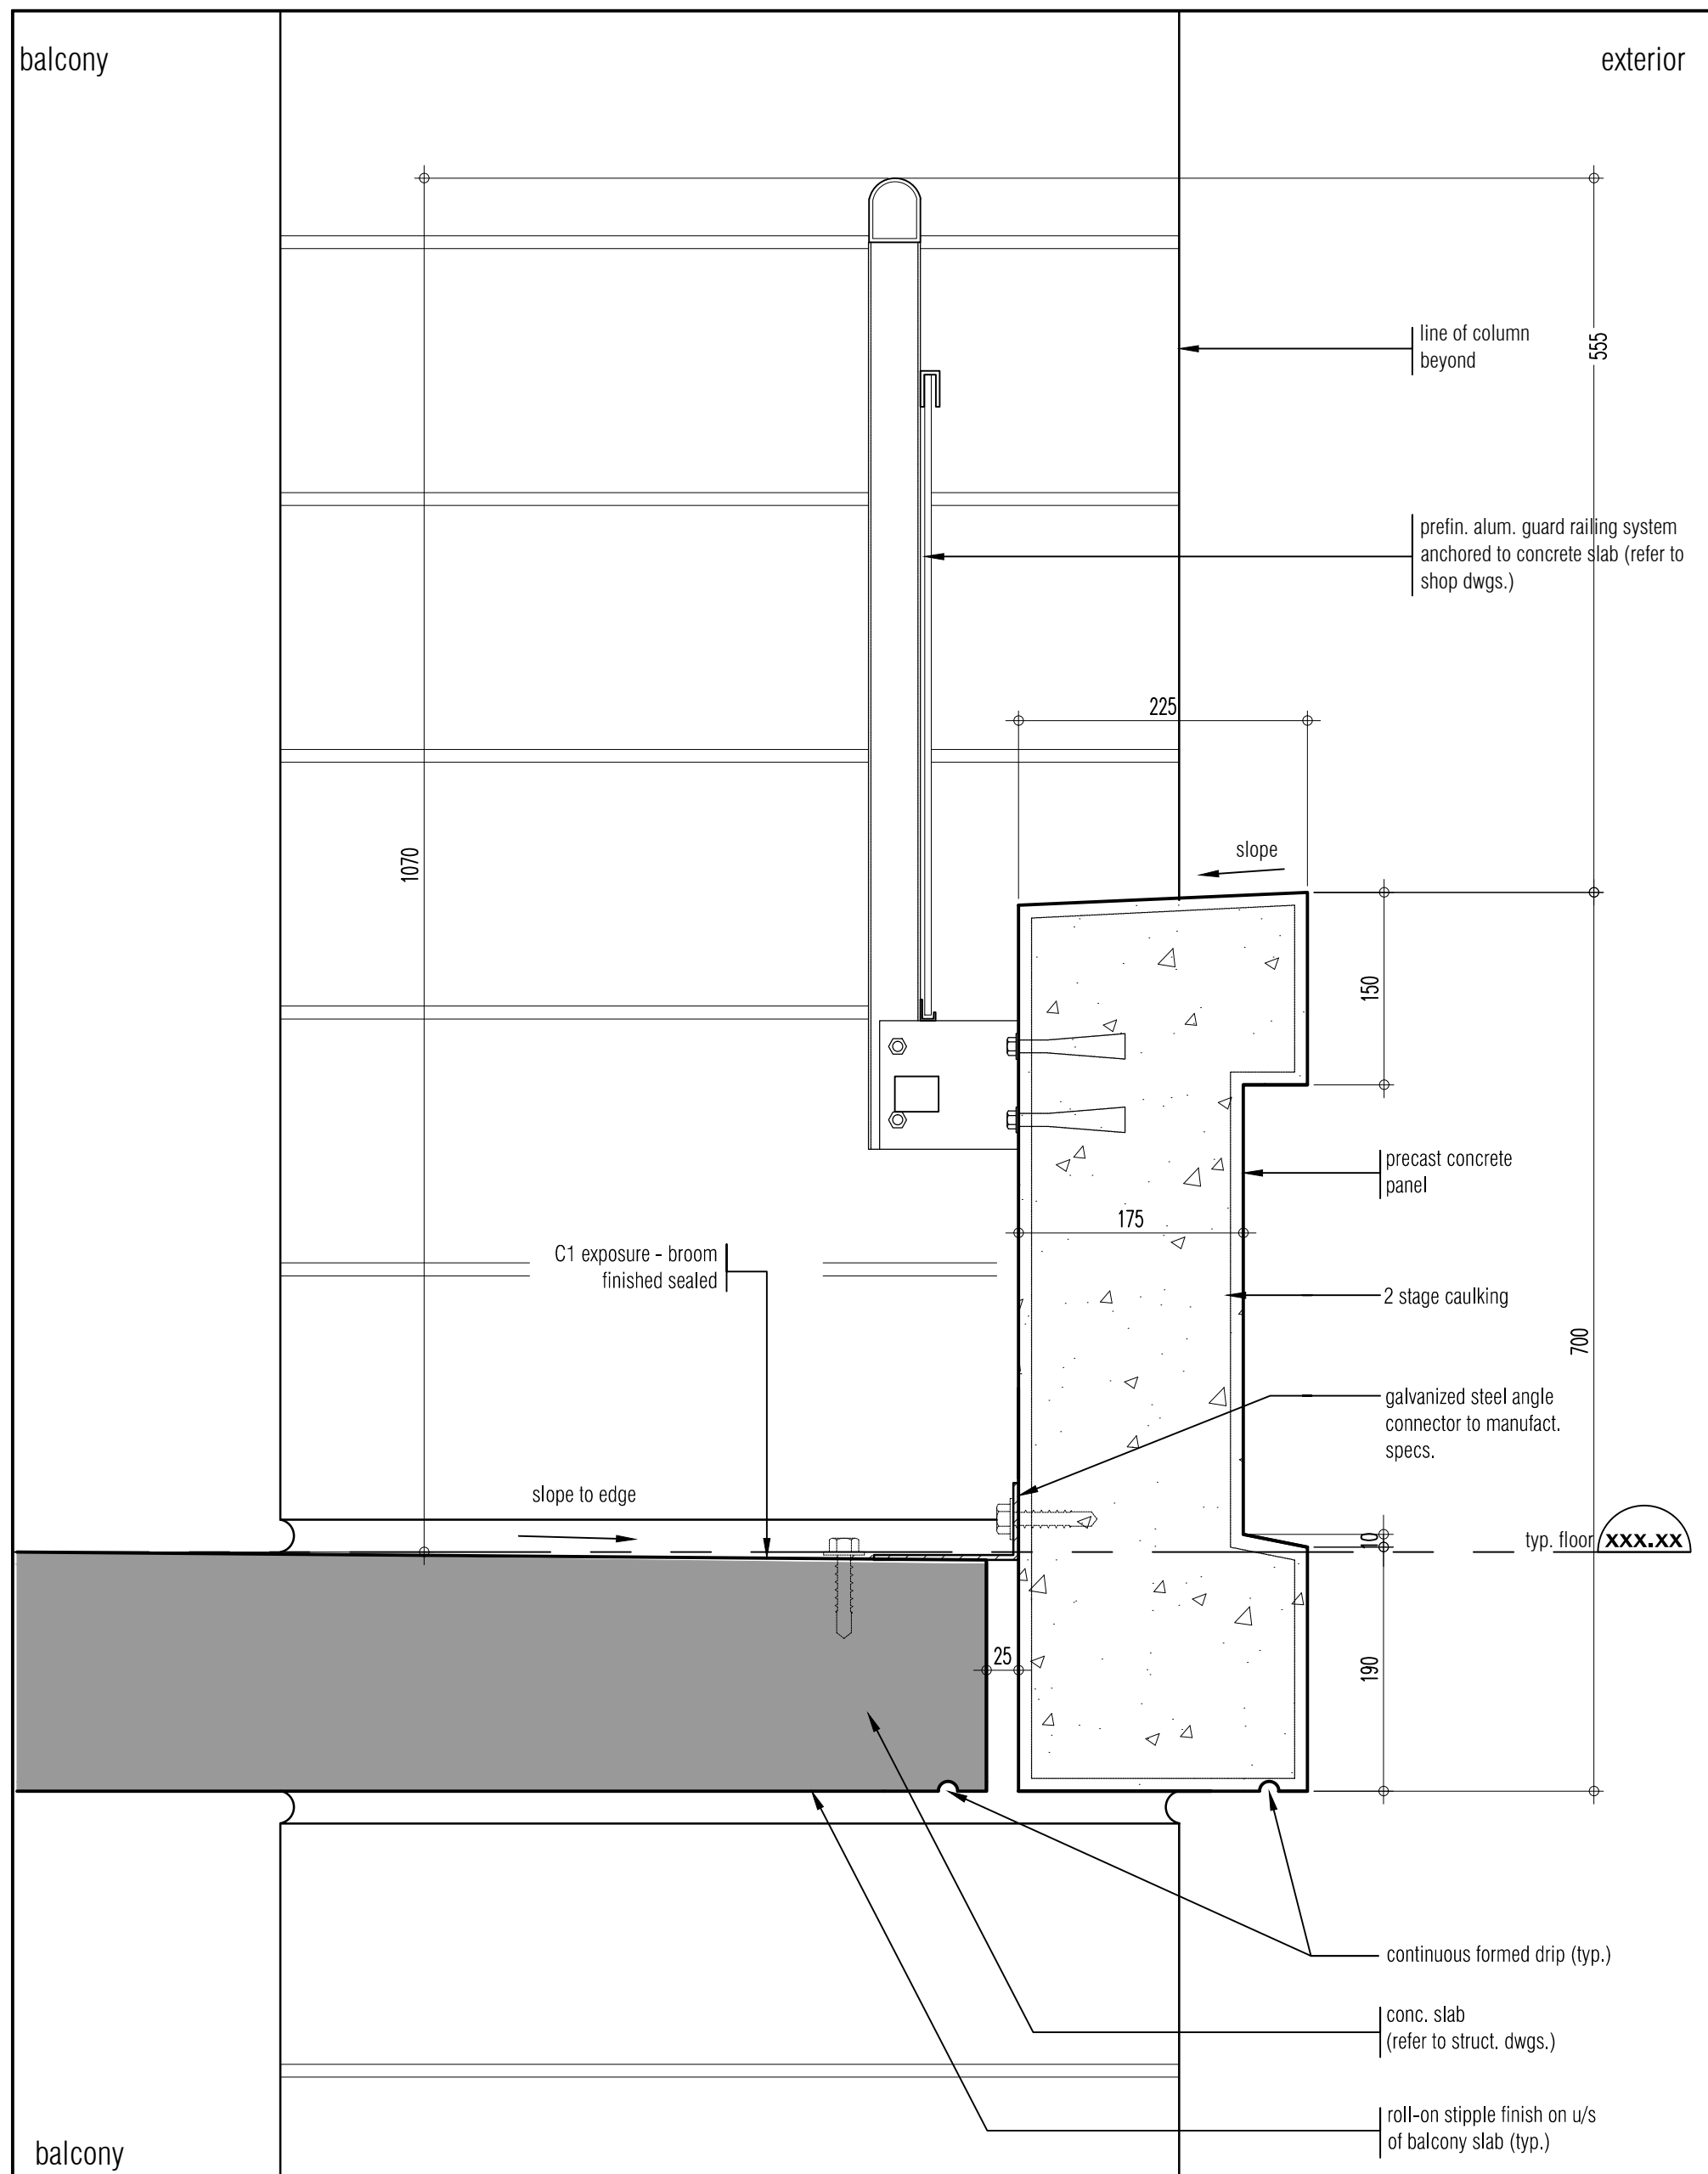 balcony
exterior
line of column
beyond
555
prefin. alum. guard railing system
anchored to concrete slab (refer to
shop dwgs.)
225
slope
1070
150
precast concrete
panel
175
C1 exposure - broom
finished sealed
2 stage caulking
700
galvanized steel angle
connector to manufact.
specs.
slope to edge
10
typ. floor
xxx.xx
25
190
continuous formed drip (typ.)
conc. slab
(refer to struct. dwgs.)
roll-on stipple finish on u/s
of balcony slab (typ.)
balcony